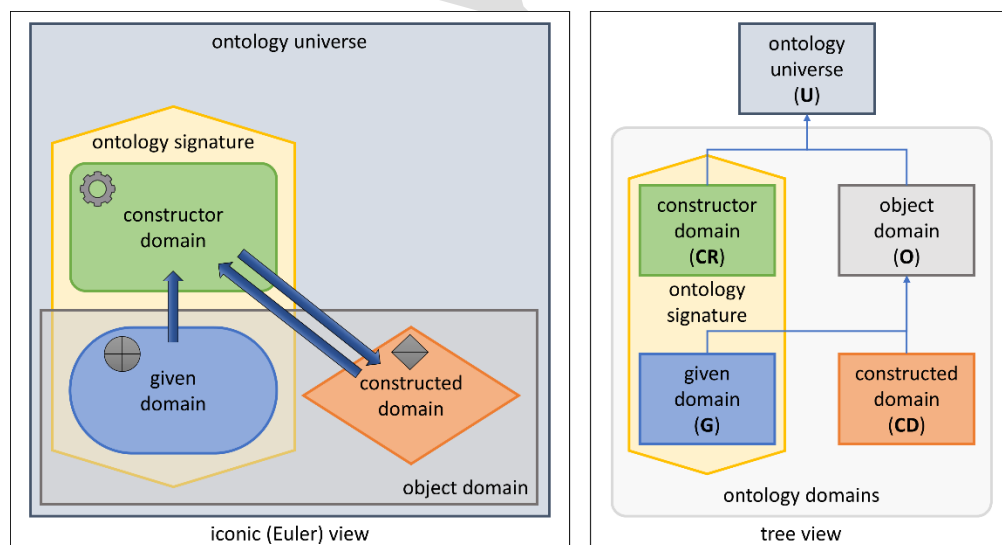 ontology universe
ontology signature
constructor
domain
given
domain
constructed
domain
object domain
iconic (Euler) view
ontology
universe
(U)
constructor
domain
(CR)
object
domain
(O)
ontology
signature
given
domain
(G)
constructed
domain
(CD)
ontology domains
tree view